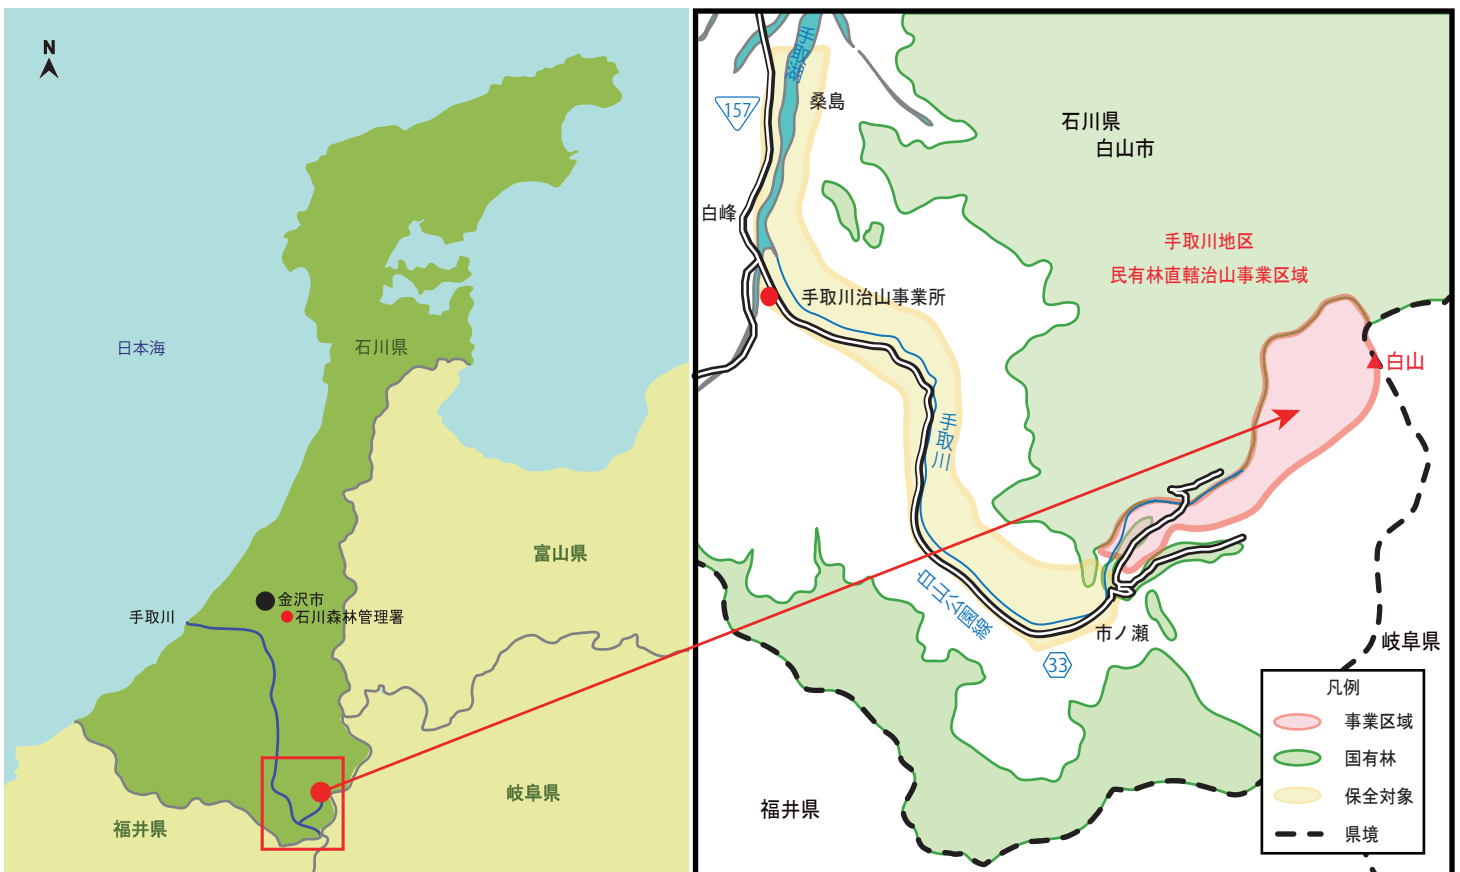 N
日本海
石川県
富山県
金沢市
石川森林管理署
手取川
岐阜県
福井県
手取湖
桑島
157
石川県
白山市
白峰
手取川地区
民有林直轄治山事業区域
手取川治山事業所
白山
手取川
白山公園線
市ノ瀬
33
岐阜県
福井県
凡例
事業区域
国有林
保全対象
県境